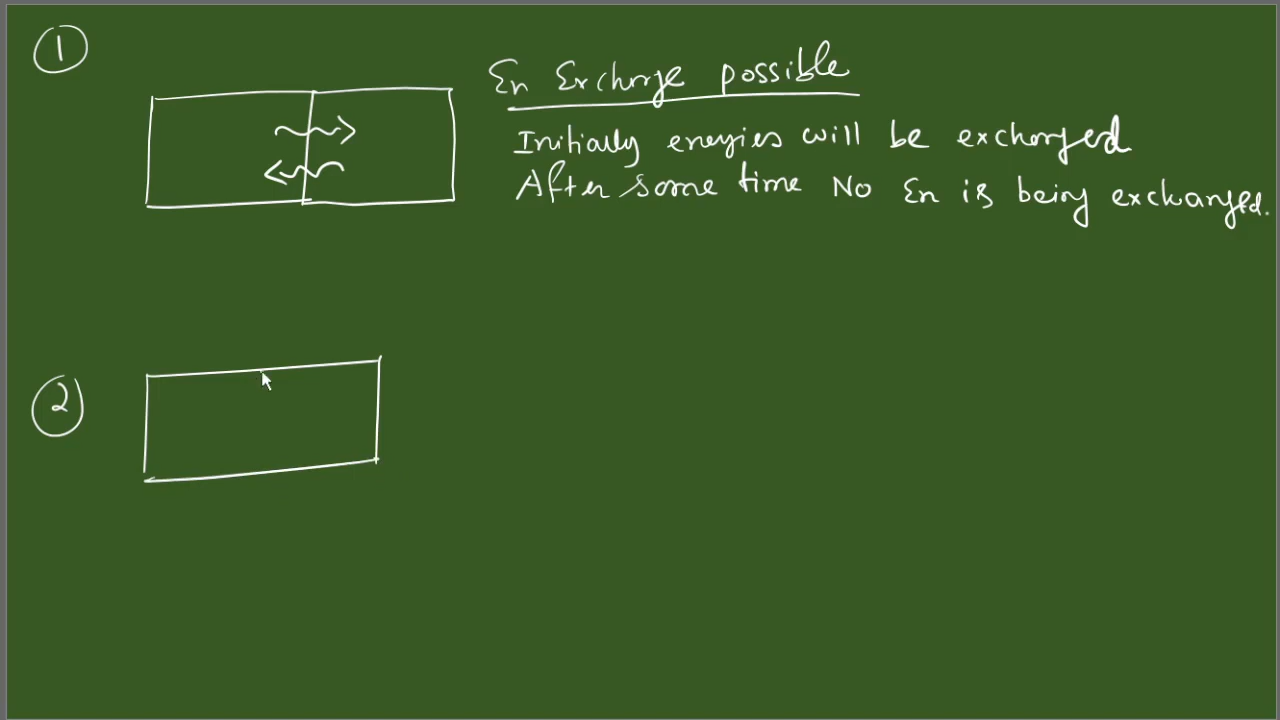 ①
En Exchange possible
Initially energies will be exchanged
After some time No En is being exchanged.
②